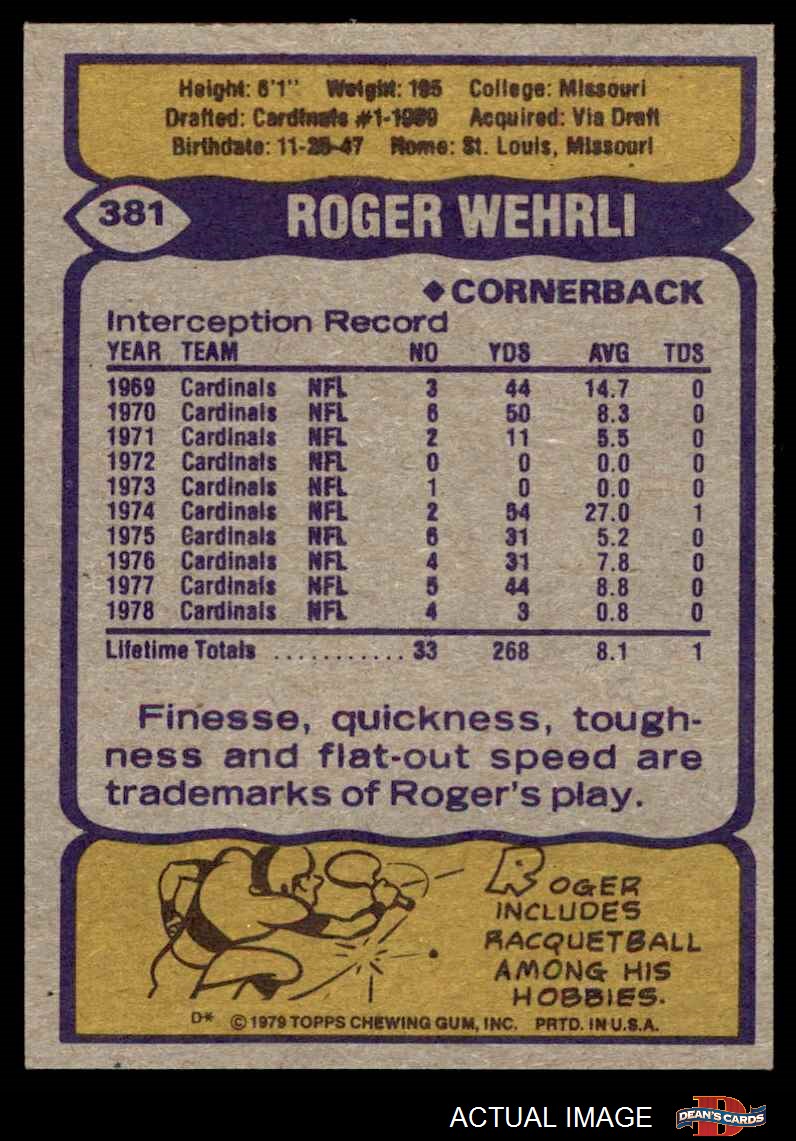 Height: 6'1" Weight: 195 College: Missouri
Drafted: Cardinals #1-1969 Acquired: Via Draft
Birthdate: 11-26-47 Home: St. Louis, Missouri
381 ROGER WEHRLI
◆CORNERBACK
Interception Record
YEAR TEAM NO YDS AVG TDS
1969 Cardinals NFL 3 44 14.7 0
1970 Cardinals NFL 6 50 8.3 0
1971 Cardinals NFL 2 11 5.5 0
1972 Cardinals NFL 0 0 0.0 0
1973 Cardinals NFL 1 0 0.0 0
1974 Cardinals NFL 2 54 27.0 1
1975 Cardinals NFL 6 31 5.2 0
1976 Cardinals NFL 4 31 7.8 0
1977 Cardinals NFL 5 44 8.8 0
1978 Cardinals NFL 4 3 0.8 0
Lifetime Totals ........... 33 268 8.1 1
Finesse, quickness, tough-
ness and flat-out speed are
trademarks of Roger's play.
ROGER
INCLUDES
RACQUETBALL
AMONG HIS
HOBBIES.
D* © 1979 TOPPS CHEWING GUM, INC. PRTD. IN U.S.A.
ACTUAL IMAGE D DEAN'S CARDS